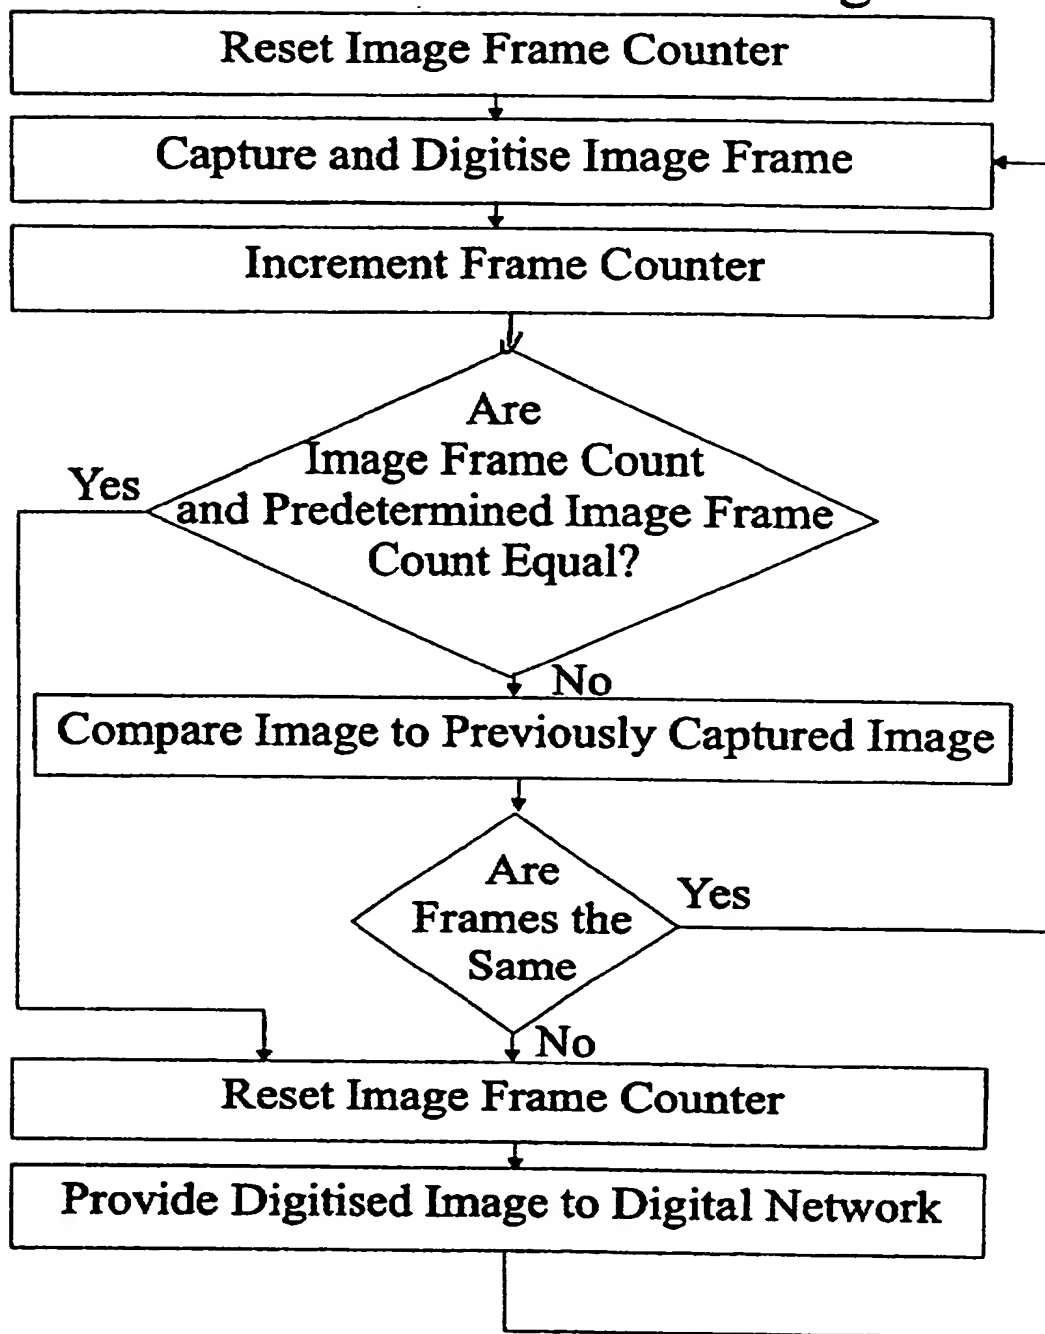 Reset Image Frame Counter
Capture and Digitise Image Frame
Increment Frame Counter
Are
Image Frame Count
and Predetermined Image Frame
Count Equal?
Yes
No
Compare Image to Previously Captured Image
Are
Frames the
Same
Yes
No
Reset Image Frame Counter
Provide Digitised Image to Digital Network